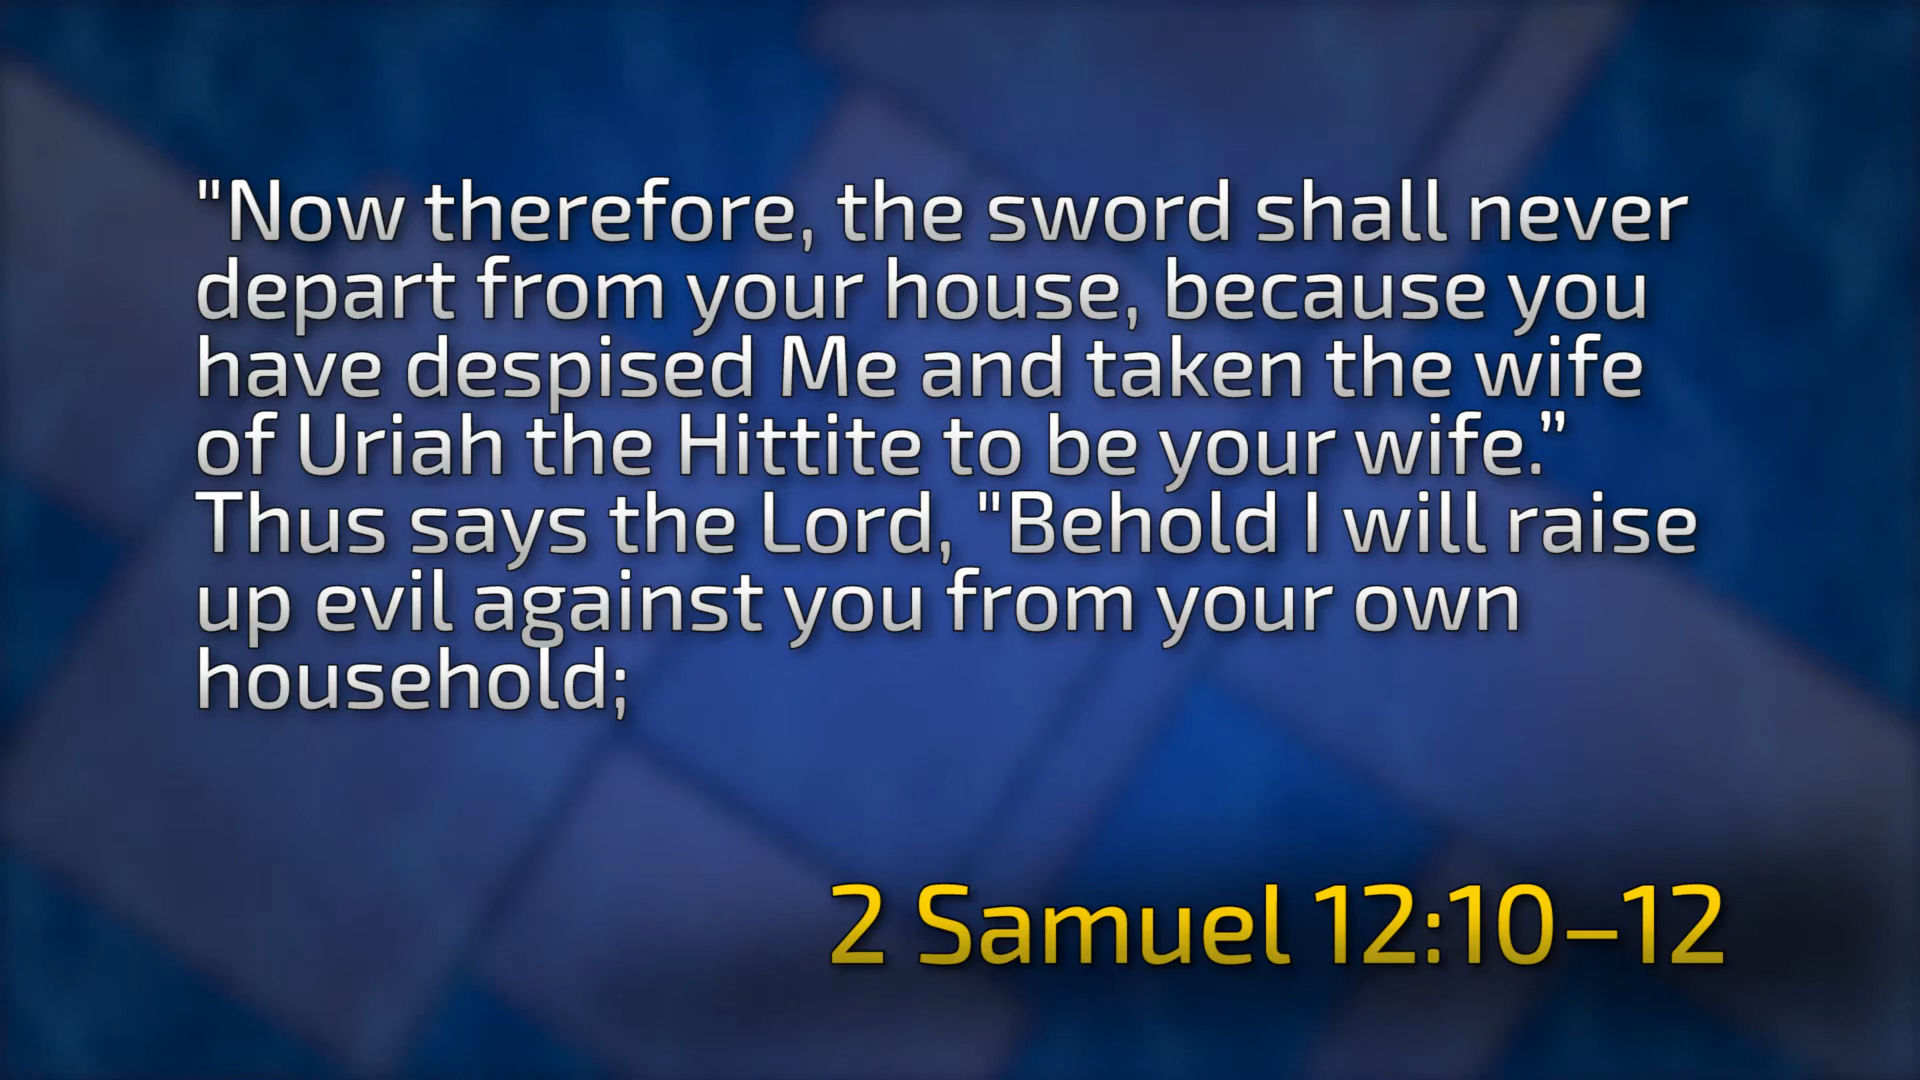 "Now therefore, the sword shall never
depart from your house, because you
have despised Me and taken the wife
of Uriah the Hittite to be your wife.”
Thus says the Lord, "Behold I will raise
up evil against you from your own
household;
2 Samuel 12:10–12